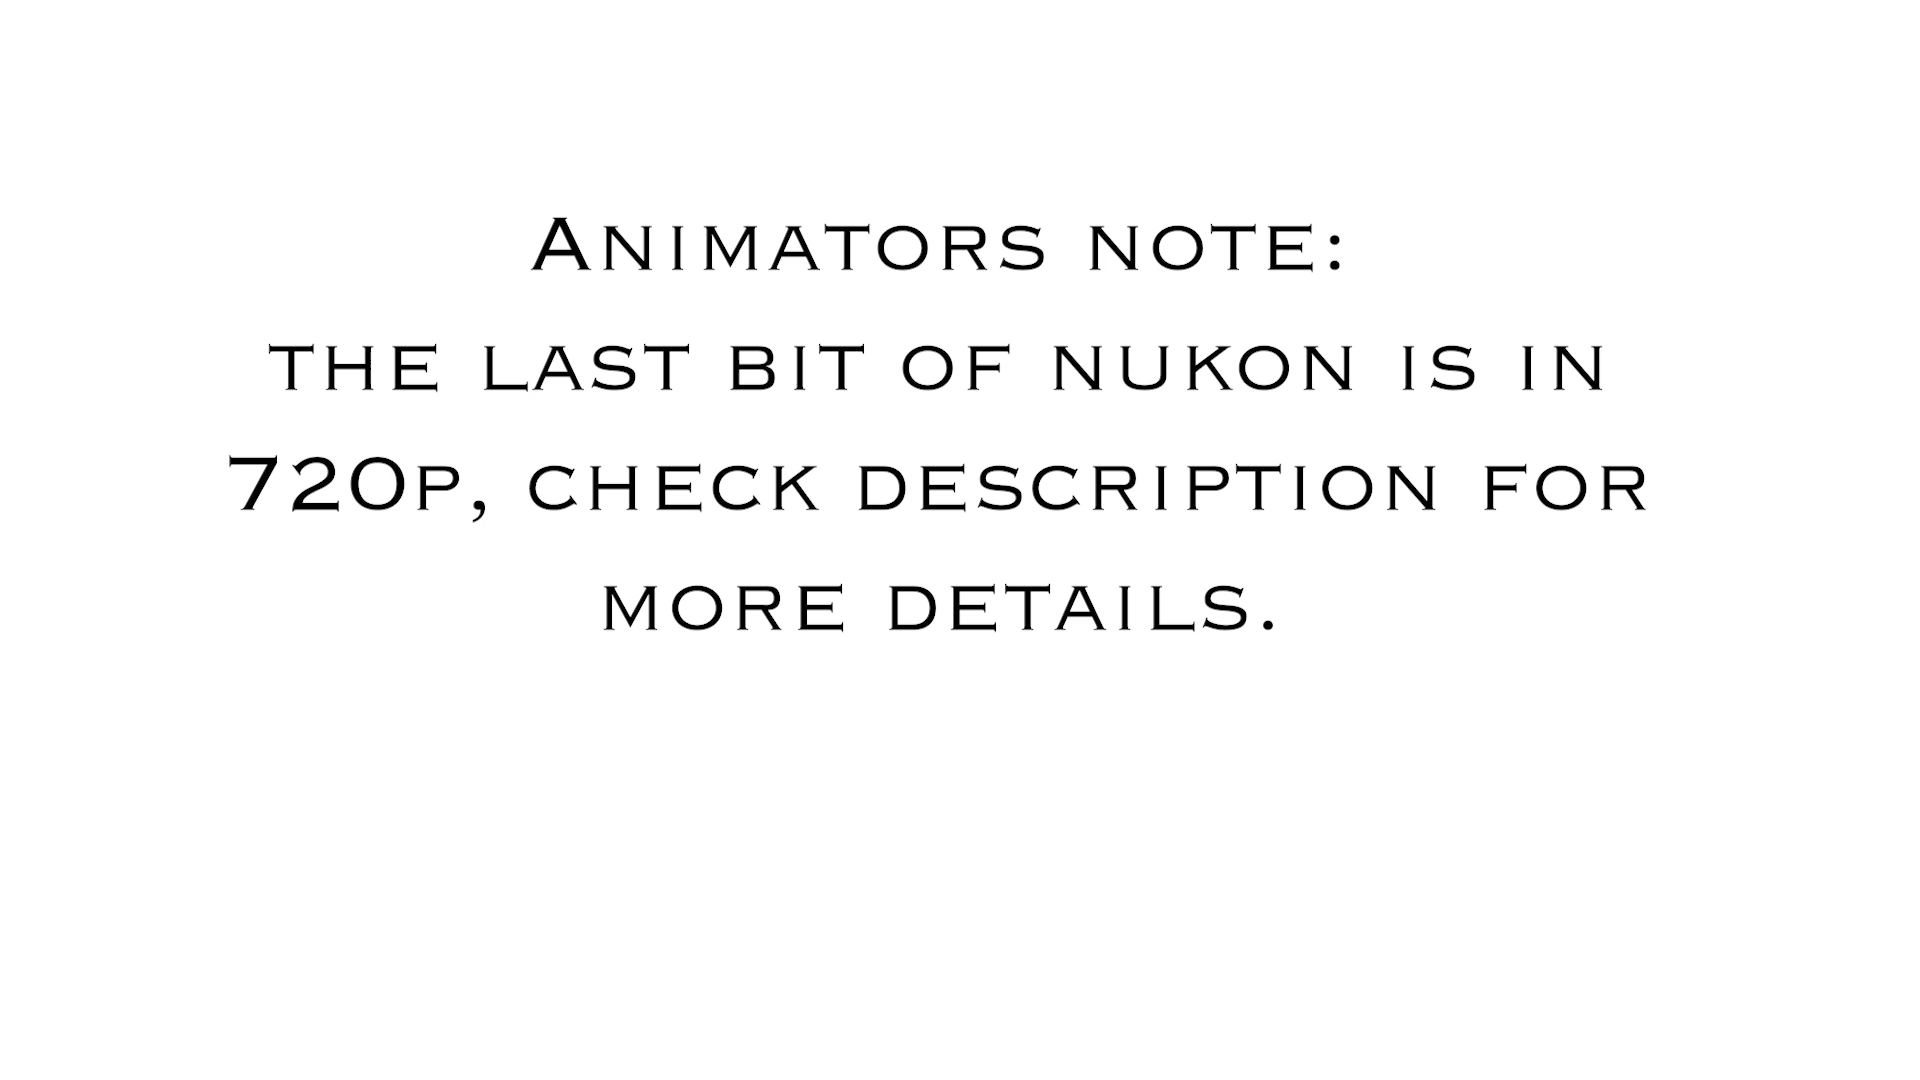 Animators note:
the last bit of nukon is in
720p, check description for
more details.